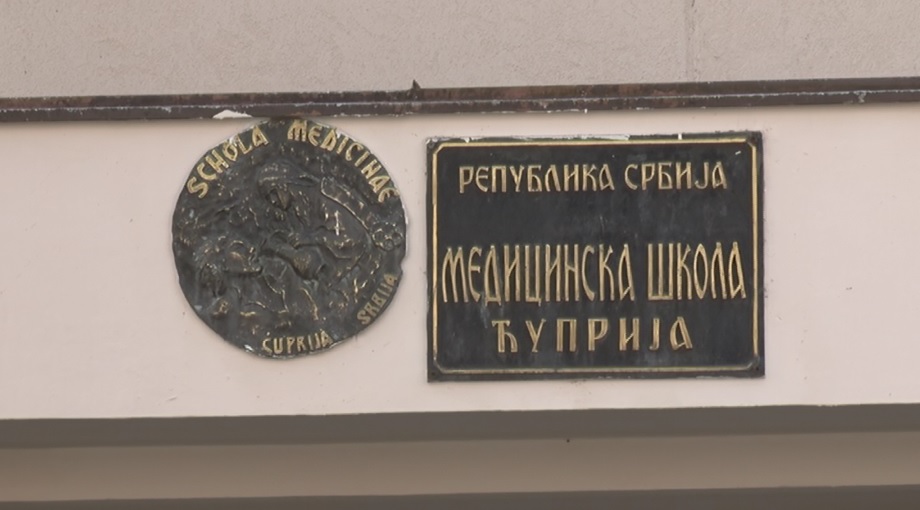 SCHOLA MEDICINAE
ĆUPRIJA SRBIJA
РЕПУБЛИКА СРБИЈА
МЕДИЦИНСКА ШКОЛА
ЋУПРИЈА